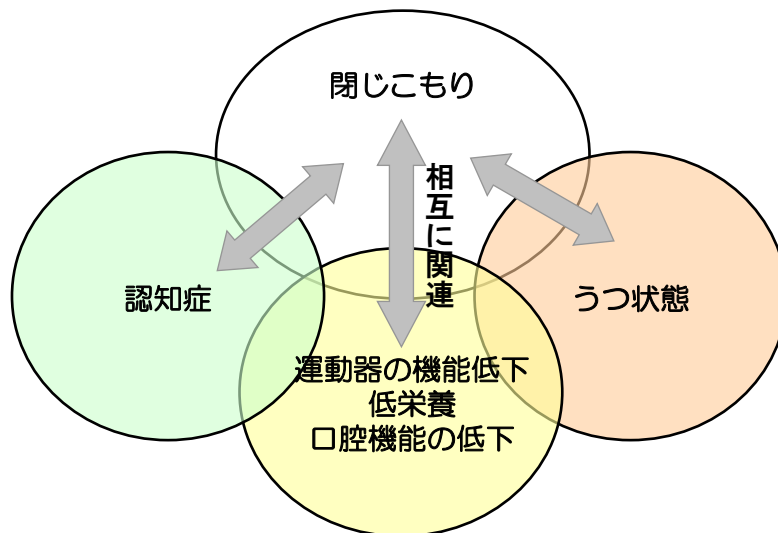 閉じこもり
相互に関連
認知症
うつ状態
運動器の機能低下
低栄養
口腔機能の低下